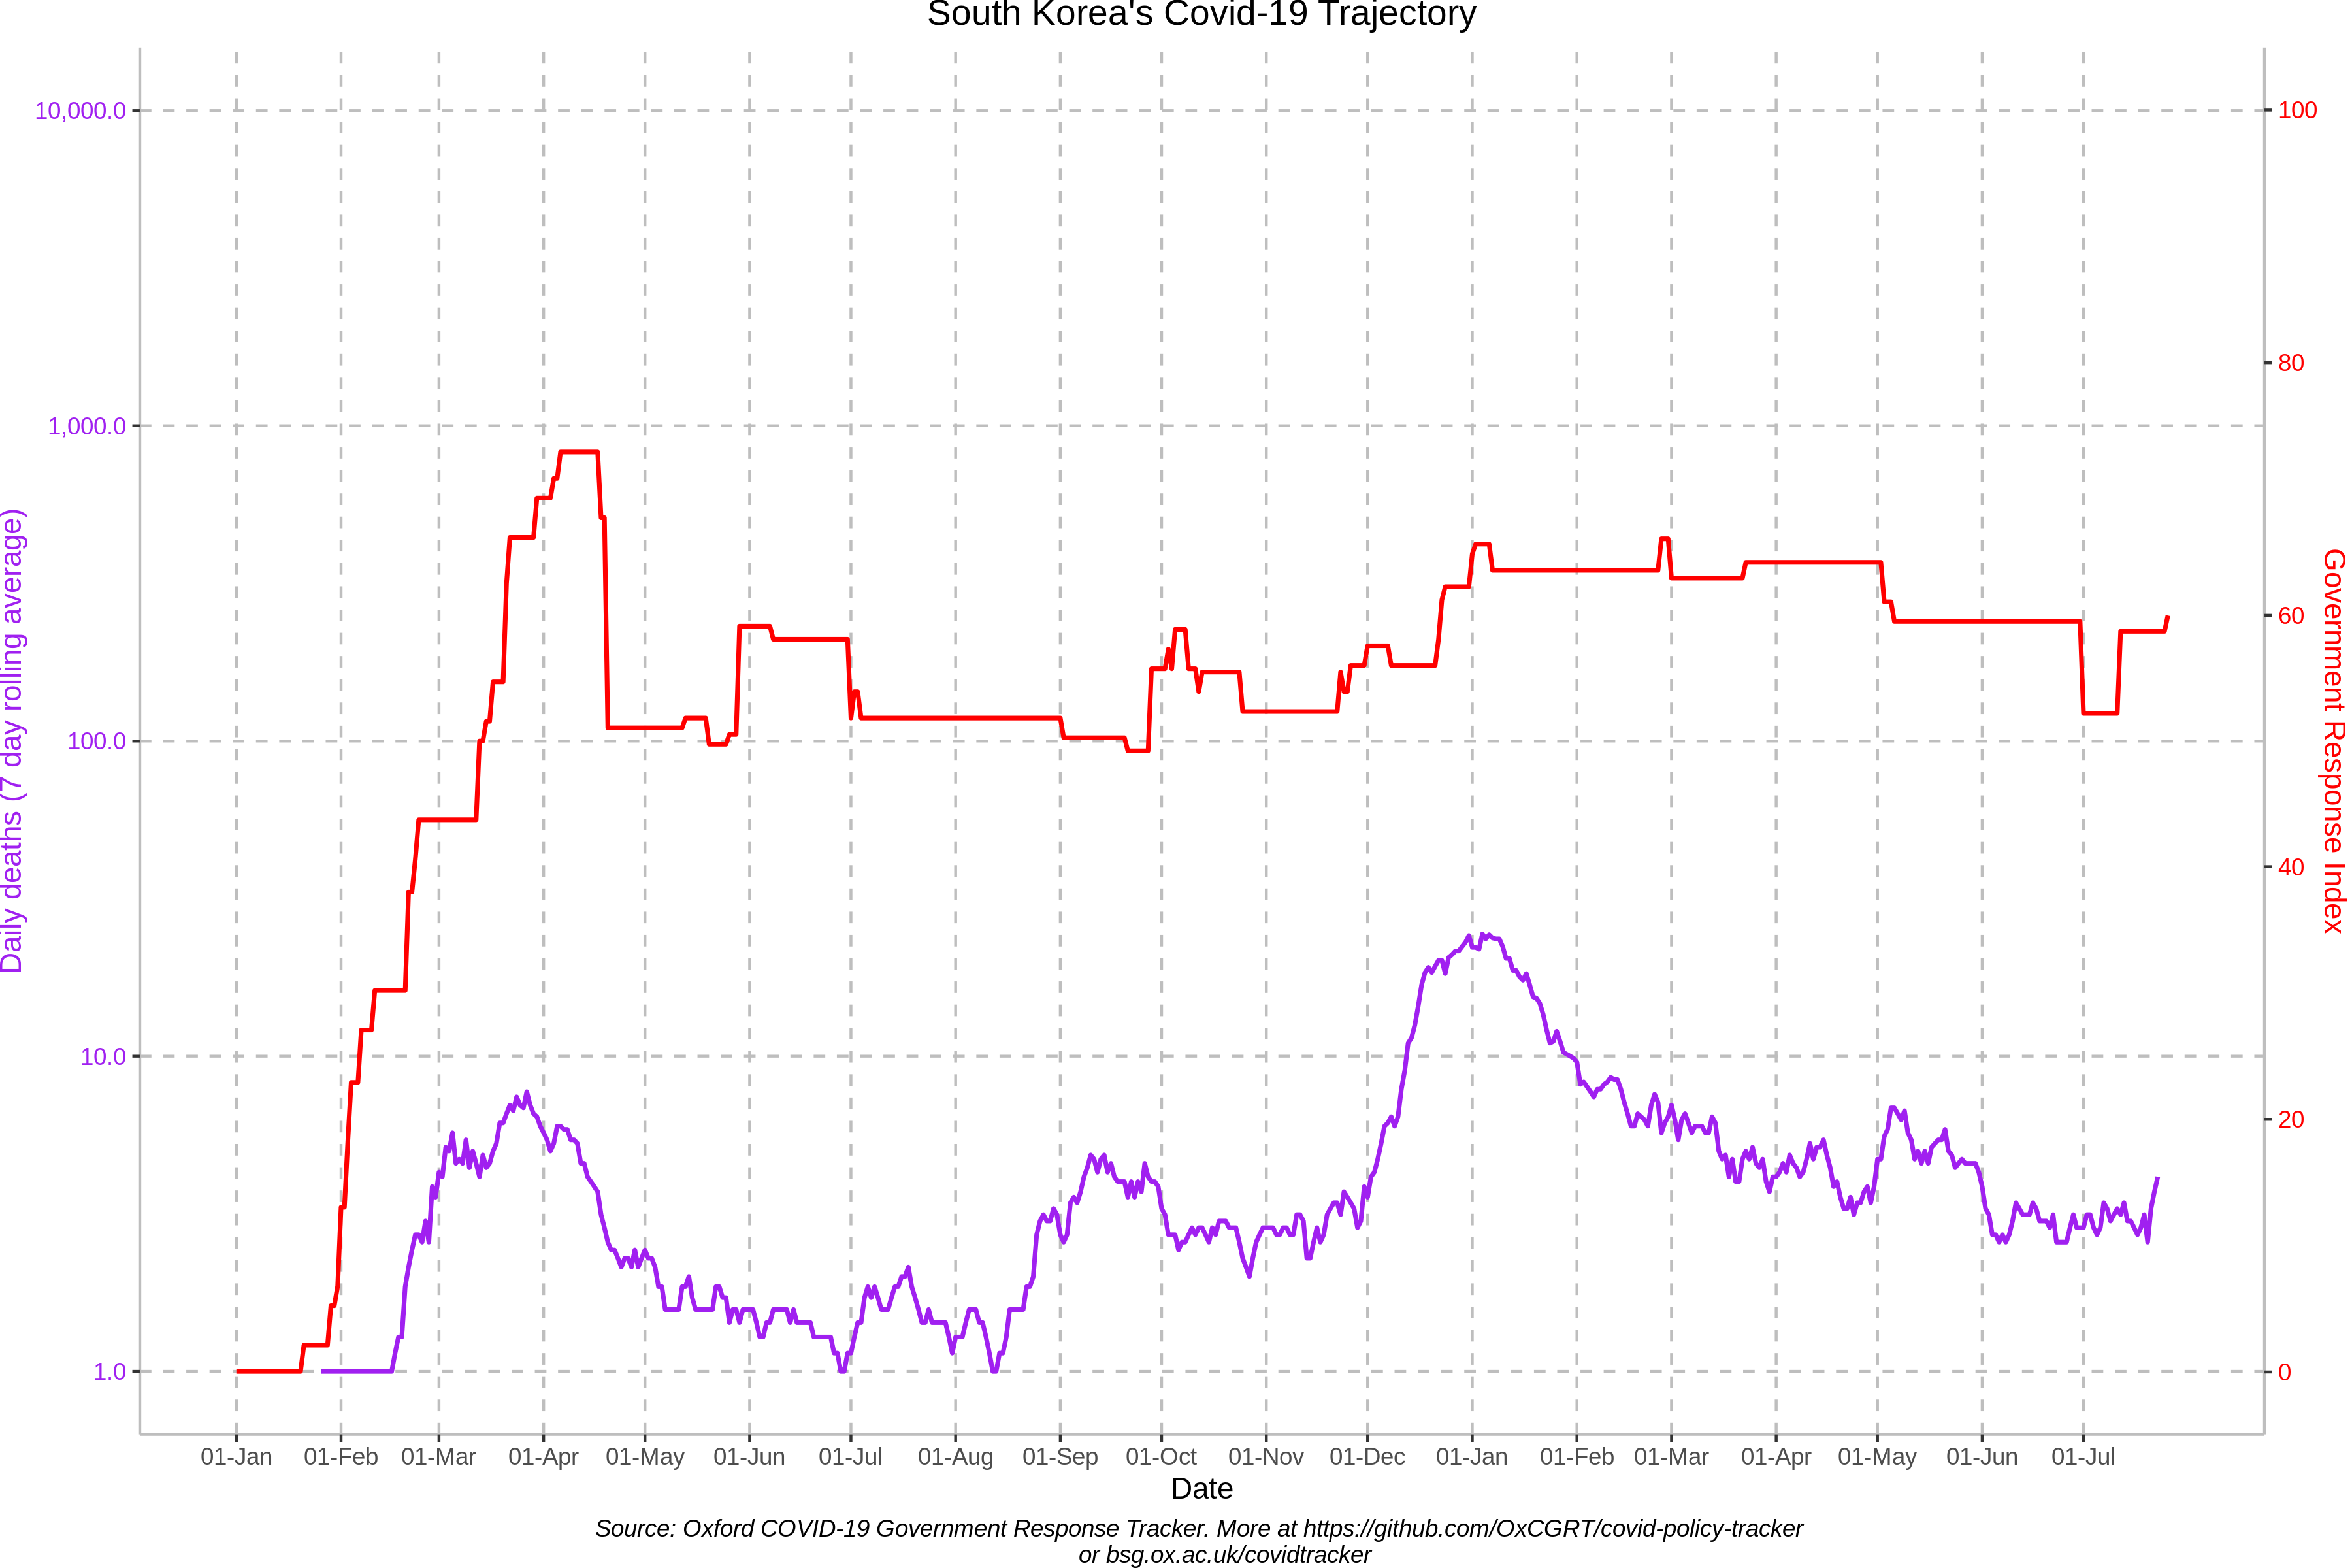 South Korea's Covid-19 Trajectory
10,000.0
1,000.0
100.0
10.0
1.0
Daily deaths (7 day rolling average)
100
80
60
40
20
0
Government Response Index
01-Jan 01-Feb 01-Mar 01-Apr 01-May 01-Jun 01-Jul 01-Aug 01-Sep 01-Oct 01-Nov 01-Dec 01-Jan 01-Feb 01-Mar 01-Apr 01-May 01-Jun 01-Jul
Date
Source: Oxford COVID-19 Government Response Tracker. More at https://github.com/OxCGRT/covid-policy-tracker
or bsg.ox.ac.uk/covidtracker